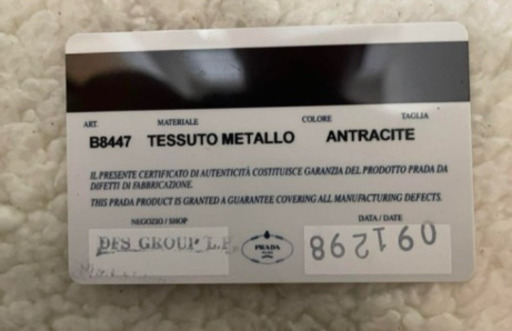 ART. MATERIALE COLORE TAGLIA
B8447 TESSUTO METALLO ANTRACITE
IL PRESENTE CERTIFICATO DI AUTENTICITÀ COSTITUISCE GARANZIA DEL PRODOTTO PRADA DA
DIFETTI DI FABBRICAZIONE.
THIS PRADA PRODUCT IS GRANTED A GUARANTEE COVERING ALL MANUFACTURING DEFECTS.
NEGOZIO / SHOP DATA / DATE
DFS GROUP L.P. PRADA 091298